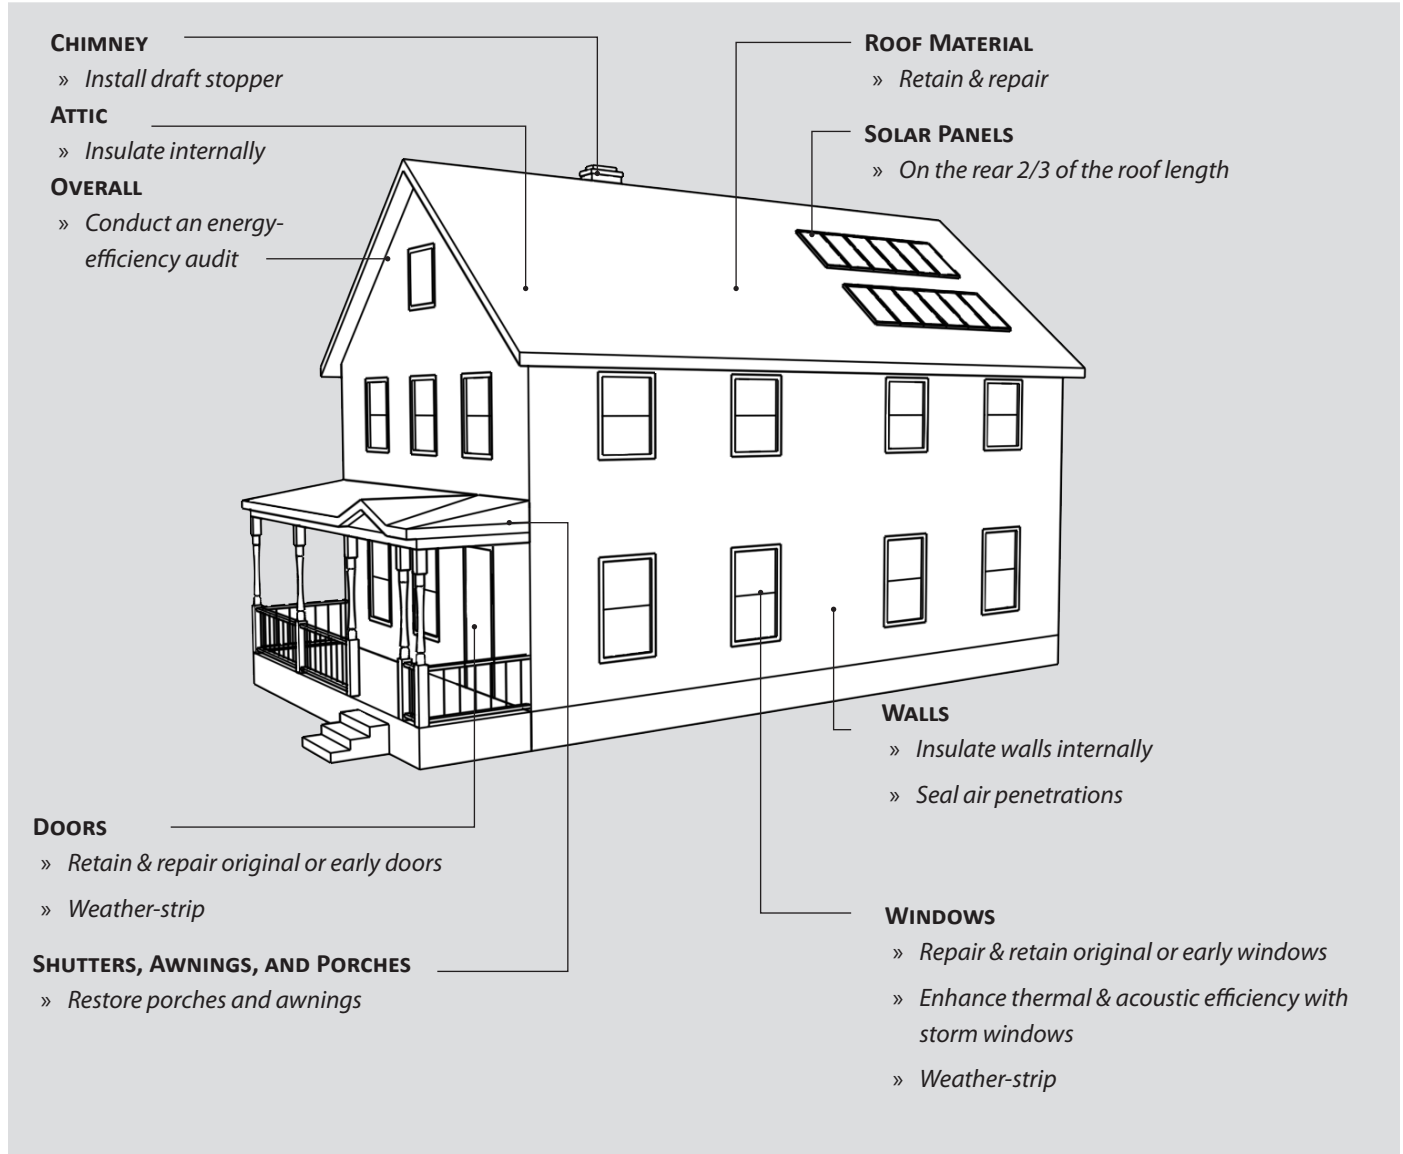 CHIMNEY
» Install draft stopper
ATTIC
» Insulate internally
OVERALL
» Conduct an energy-
efficiency audit
ROOF MATERIAL
» Retain & repair
SOLAR PANELS
» On the rear 2/3 of the roof length
WALLS
» Insulate walls internally
» Seal air penetrations
DOORS
» Retain & repair original or early doors
» Weather-strip
SHUTTERS, AWNINGS, AND PORCHES
» Restore porches and awnings
WINDOWS
» Repair & retain original or early windows
» Enhance thermal & acoustic efficiency with
storm windows
» Weather-strip